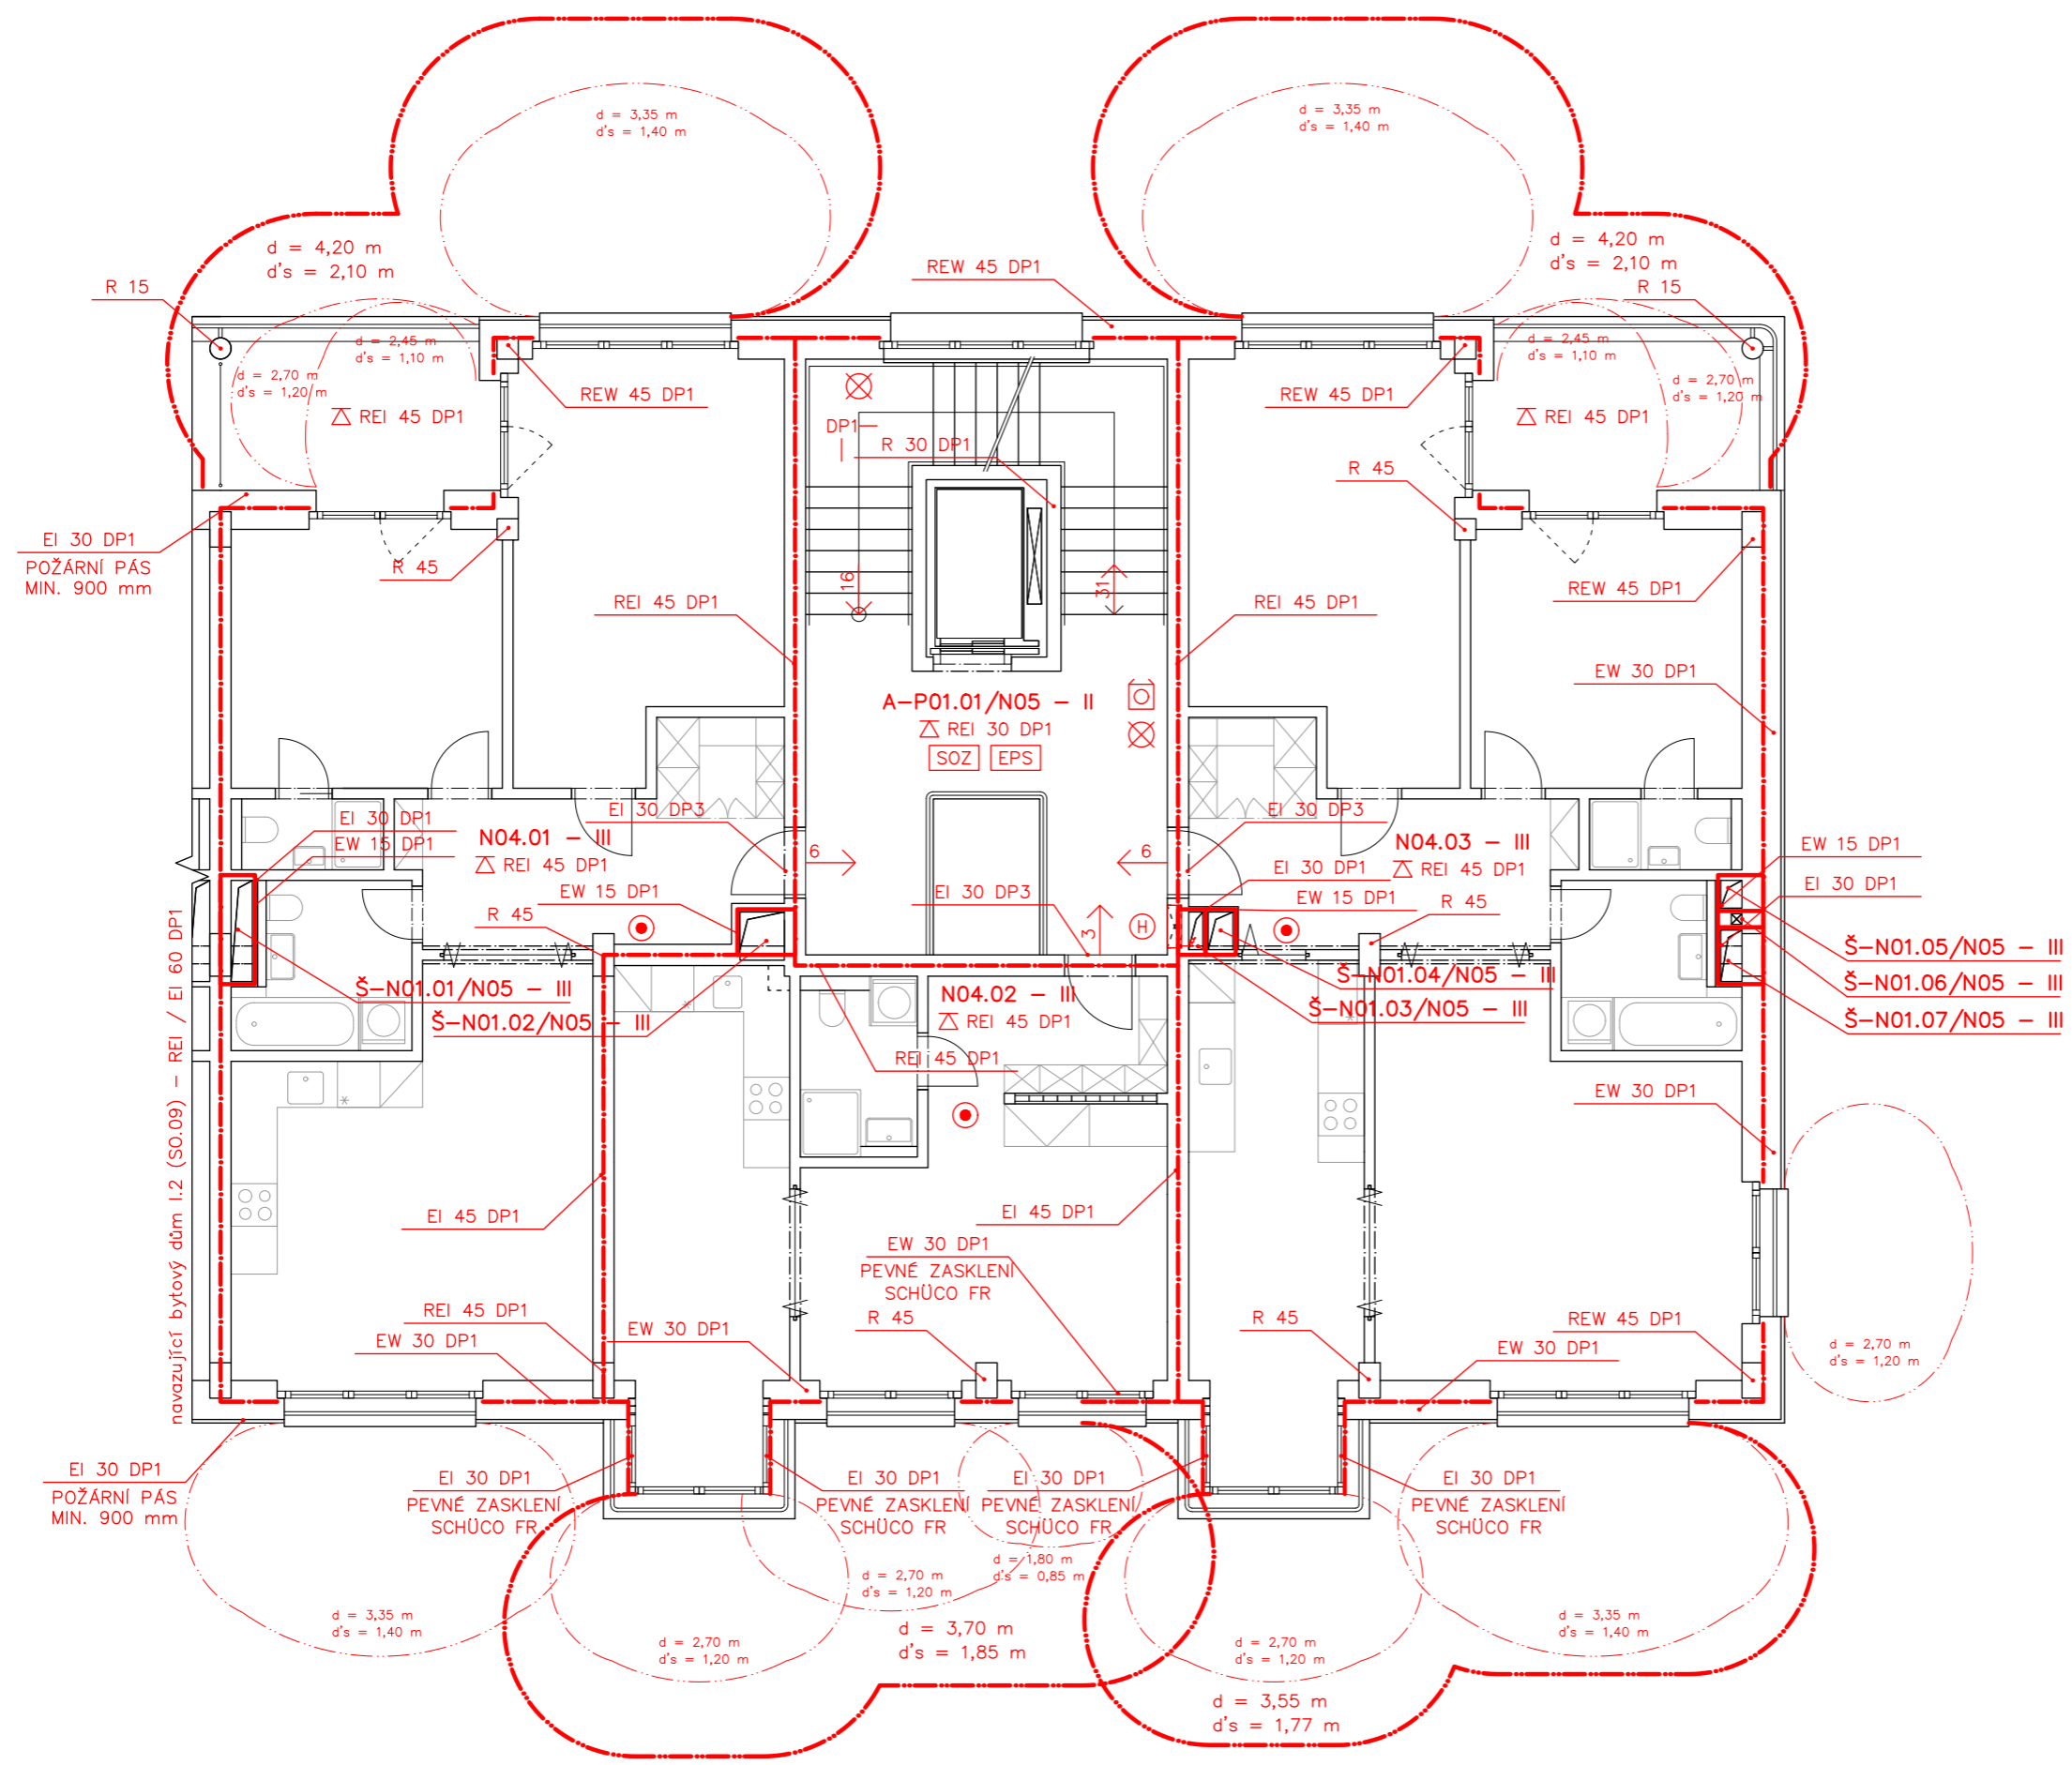 d = 3,35 m
d's = 1,40 m
d = 3,35 m
d's = 1,40 m
d = 4,20 m
d's = 2,10 m
REW 45 DP1
d = 4,20 m
d's = 2,10 m
R 15
R 15
d = 2,45 m
d's = 1,10 m
d = 2,70 m
d's = 1,20 m
REI 45 DP1
REW 45 DP1
DP1
R 30 DP1
REW 45 DP1
d = 2,45 m
d's = 1,10 m
d = 2,70 m
d's = 1,20 m
REI 45 DP1
R 45
EI 30 DP1
POŽÁRNÍ PÁS
MIN. 900 mm
R 45
16
31
REI 45 DP1
REI 45 DP1
REW 45 DP1
EW 30 DP1
A-P01.01/N05 - II
REI 30 DP1
SOZ
EPS
EI 30 DP1
EW 15 DP1
N04.01 - III
REI 45 DP1
EI 30 DP3
6
6
EI 30 DP3
N04.03 - III
REI 45 DP1
EW 15 DP1
EI 30 DP1
EW 15 DP1
R 45
EI 30 DP3
3
H
EI 30 DP1
EW 15 DP1
R 45
Š-N01.01/N05 - III
Š-N01.02/N05 - III
N04.02 - III
REI 45 DP1
REI 45 DP1
Š-N01.04/N05 - III
Š-N01.03/N05 - III
Š-N01.05/N05 - III
Š-N01.06/N05 - III
Š-N01.07/N05 - III
navazující bytový dům I.2 (SO.09) - REI / EI 60 DP1
EW 30 DP1
EI 45 DP1
EI 45 DP1
EW 30 DP1
PEVNÉ ZASKLENÍ
SCHÜCO FR
REI 45 DP1
EW 30 DP1
EW 30 DP1
R 45
R 45
REW 45 DP1
EW 30 DP1
d = 2,70 m
d's = 1,20 m
EI 30 DP1
POŽÁRNÍ PÁS
MIN. 900 mm
EI 30 DP1
PEVNÉ ZASKLENÍ
SCHÜCO FR
EI 30 DP1
PEVNÉ ZASKLENÍ
SCHÜCO FR
EI 30 DP1
PEVNÉ ZASKLENÍ
SCHÜCO FR
EI 30 DP1
PEVNÉ ZASKLENÍ
SCHÜCO FR
d = 1,80 m
d's = 0,85 m
d = 2,70 m
d's = 1,20 m
d = 3,35 m
d's = 1,40 m
d = 2,70 m
d's = 1,20 m
d = 3,70 m
d's = 1,85 m
d = 2,70 m
d's = 1,20 m
d = 3,35 m
d's = 1,40 m
d = 3,55 m
d's = 1,77 m